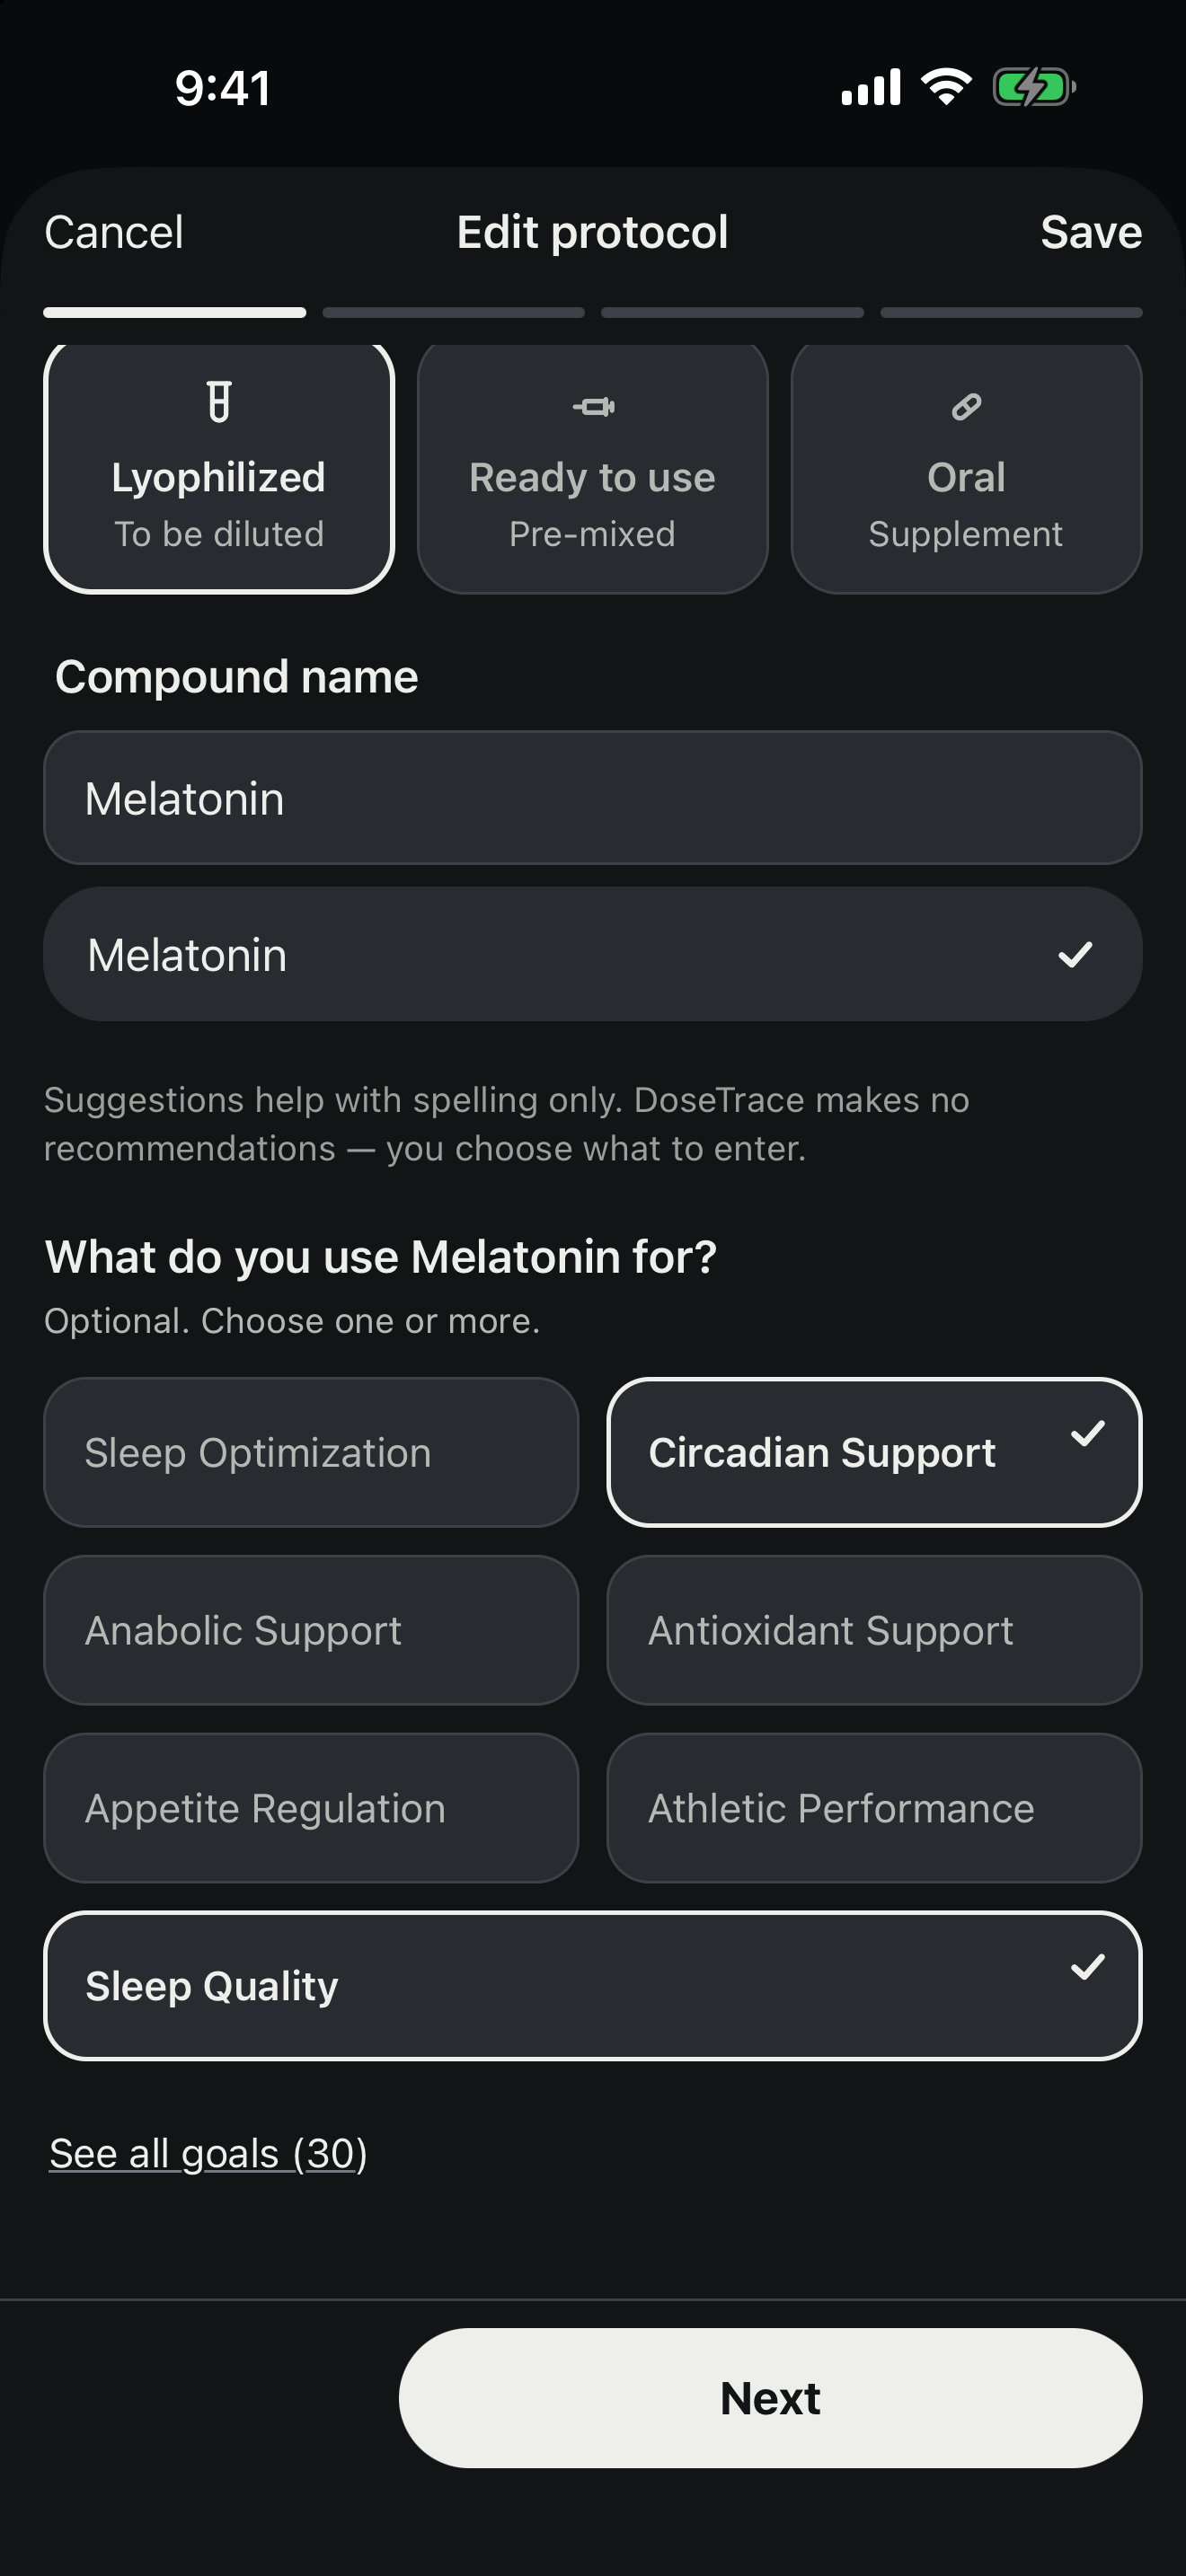 9:41
Cancel
Edit protocol
Save
Lyophilized
To be diluted
Ready to use
Pre-mixed
Oral
Supplement
Compound name
Melatonin
Melatonin
Suggestions help with spelling only. DoseTrace makes no
recommendations — you choose what to enter.
What do you use Melatonin for?
Optional. Choose one or more.
Sleep Optimization
Circadian Support
Anabolic Support
Antioxidant Support
Appetite Regulation
Athletic Performance
Sleep Quality
See all goals (30)
Next